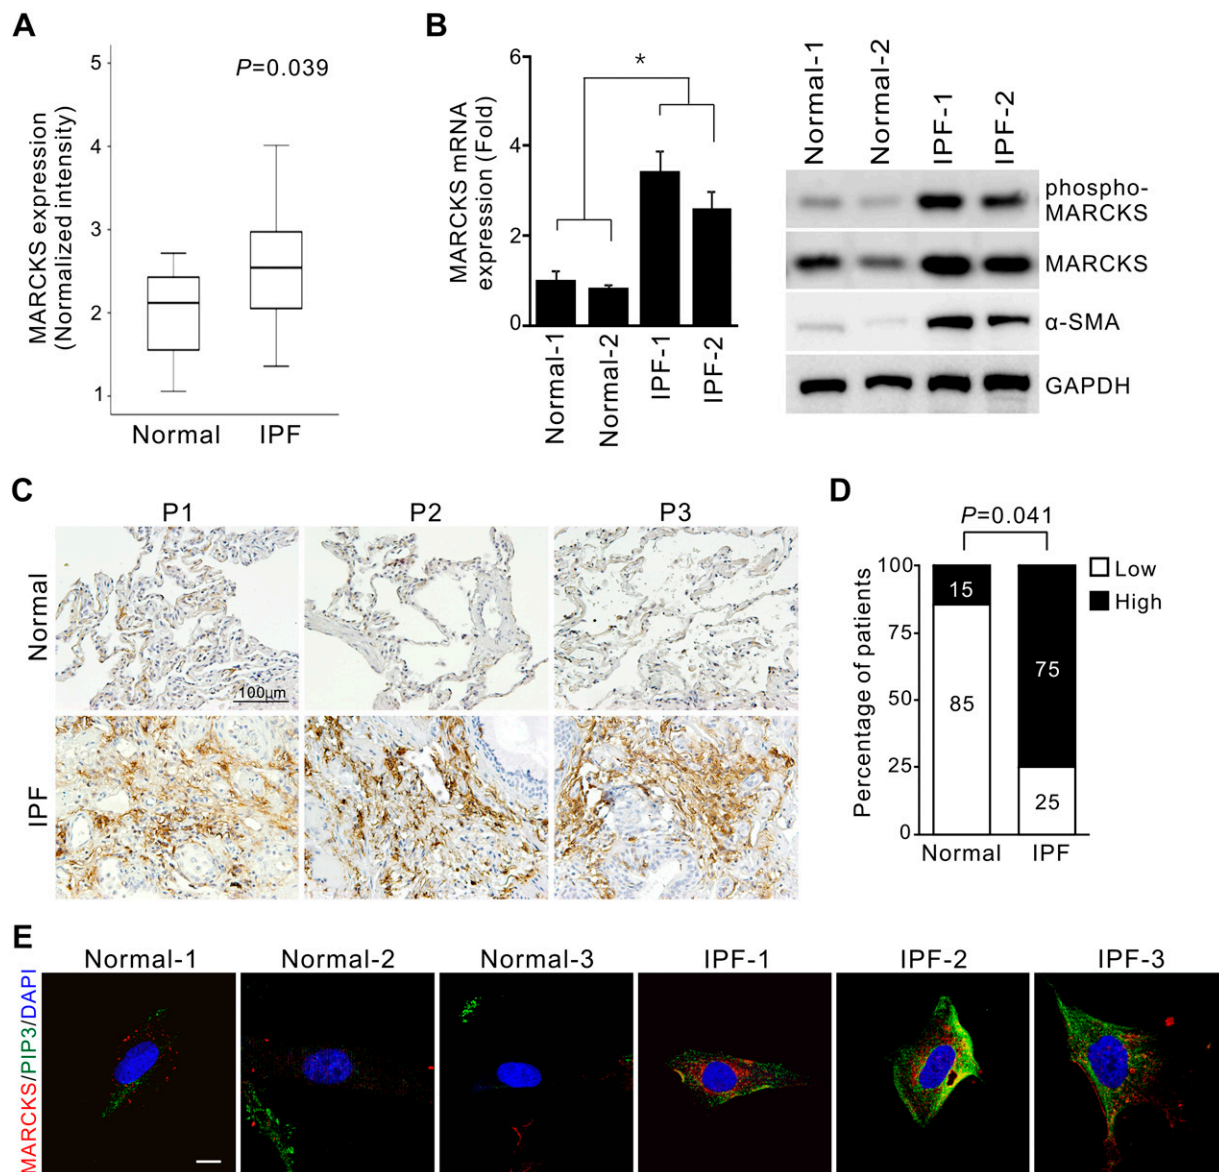 A
MARCKS expression
(Normalized intensity)
5
4
3
2
1
P=0.039
Normal
IPF
B
MARCKS mRNA
expression (Fold)
6
4
2
0
*
Normal-1
Normal-2
IPF-1
IPF-2
Normal-1
Normal-2
IPF-1
IPF-2
phospho-
MARCKS
MARCKS
α-SMA
GAPDH
C
P1
P2
P3
Normal
100μm
IPF
D
P=0.041
Percentage of patients
100
75
50
25
0
15
85
75
25
Low
High
Normal
IPF
E
Normal-1
Normal-2
Normal-3
IPF-1
IPF-2
IPF-3
MARCKS/PIP3/DAPI